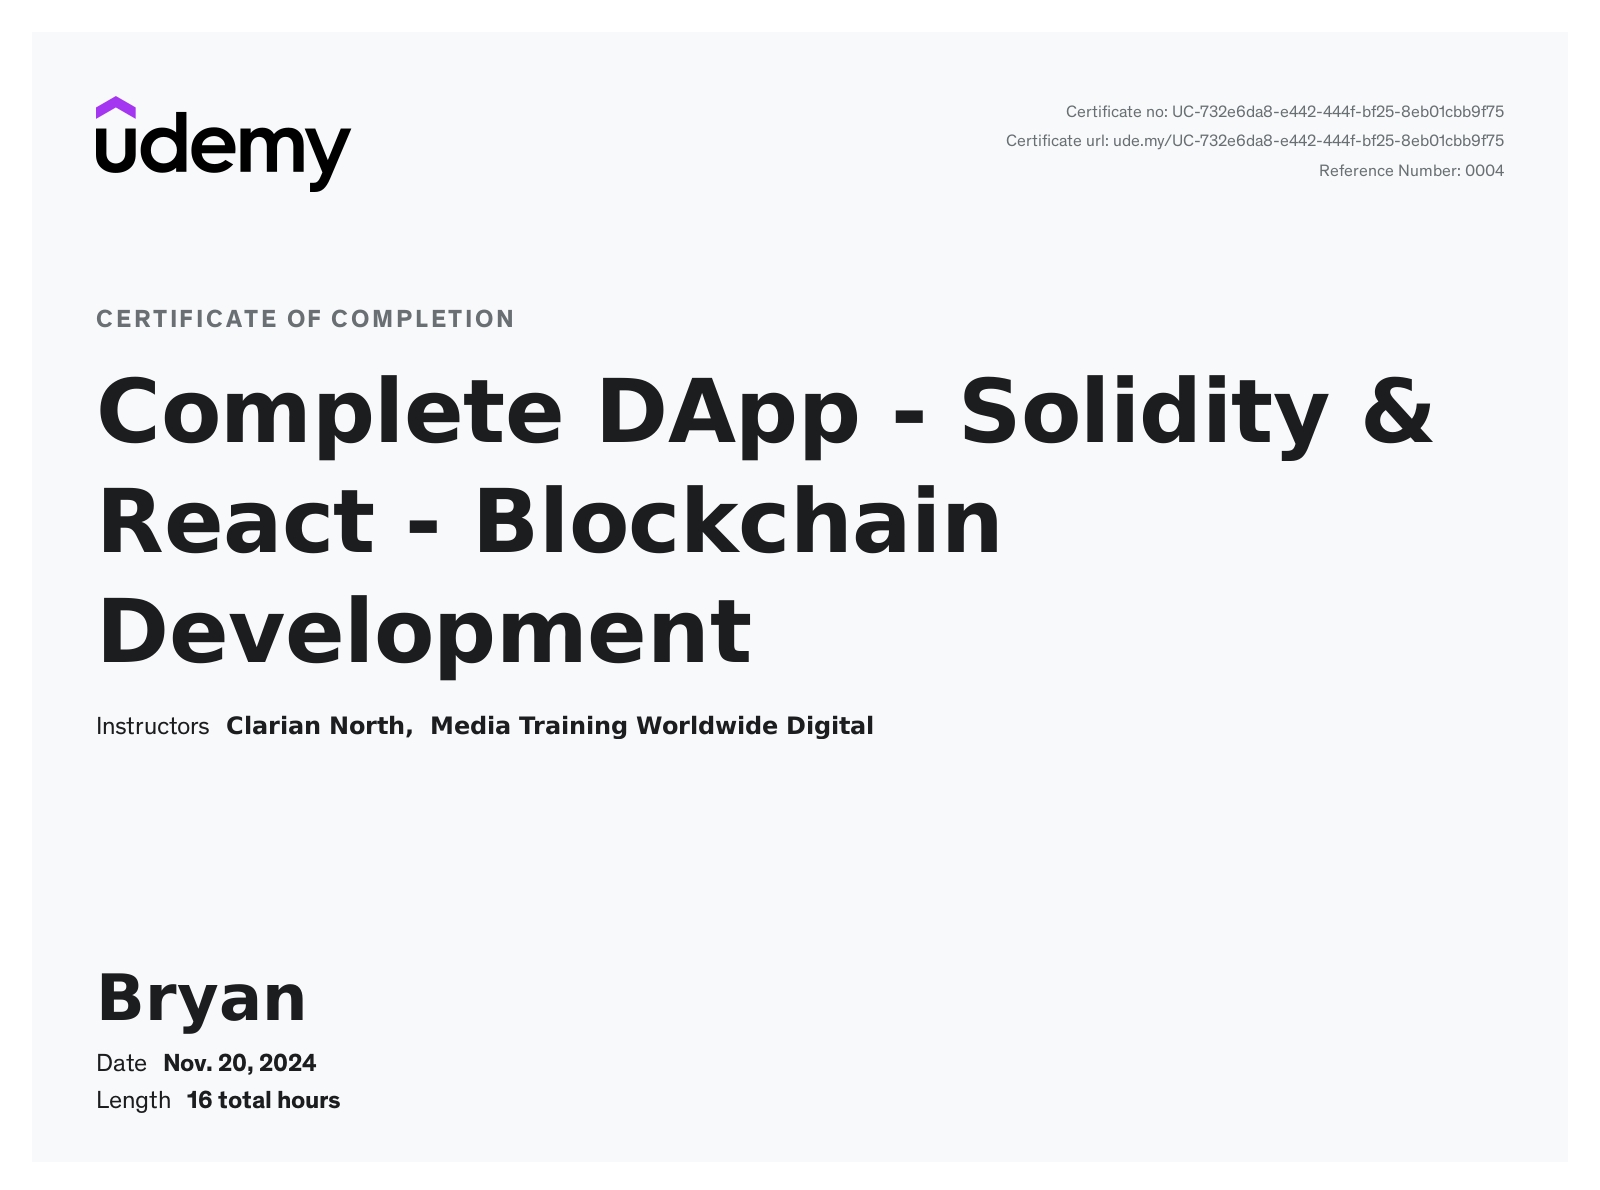 udemy
Certificate no: UC-732e6da8-e442-444f-bf25-8eb01cbb9f75
Certificate url: ude.my/UC-732e6da8-e442-444f-bf25-8eb01cbb9f75
Reference Number: 0004
CERTIFICATE OF COMPLETION
Complete DApp - Solidity &
React - Blockchain
Development
Instructors Clarian North, Media Training Worldwide Digital
Bryan
Date Nov. 20, 2024
Length 16 total hours